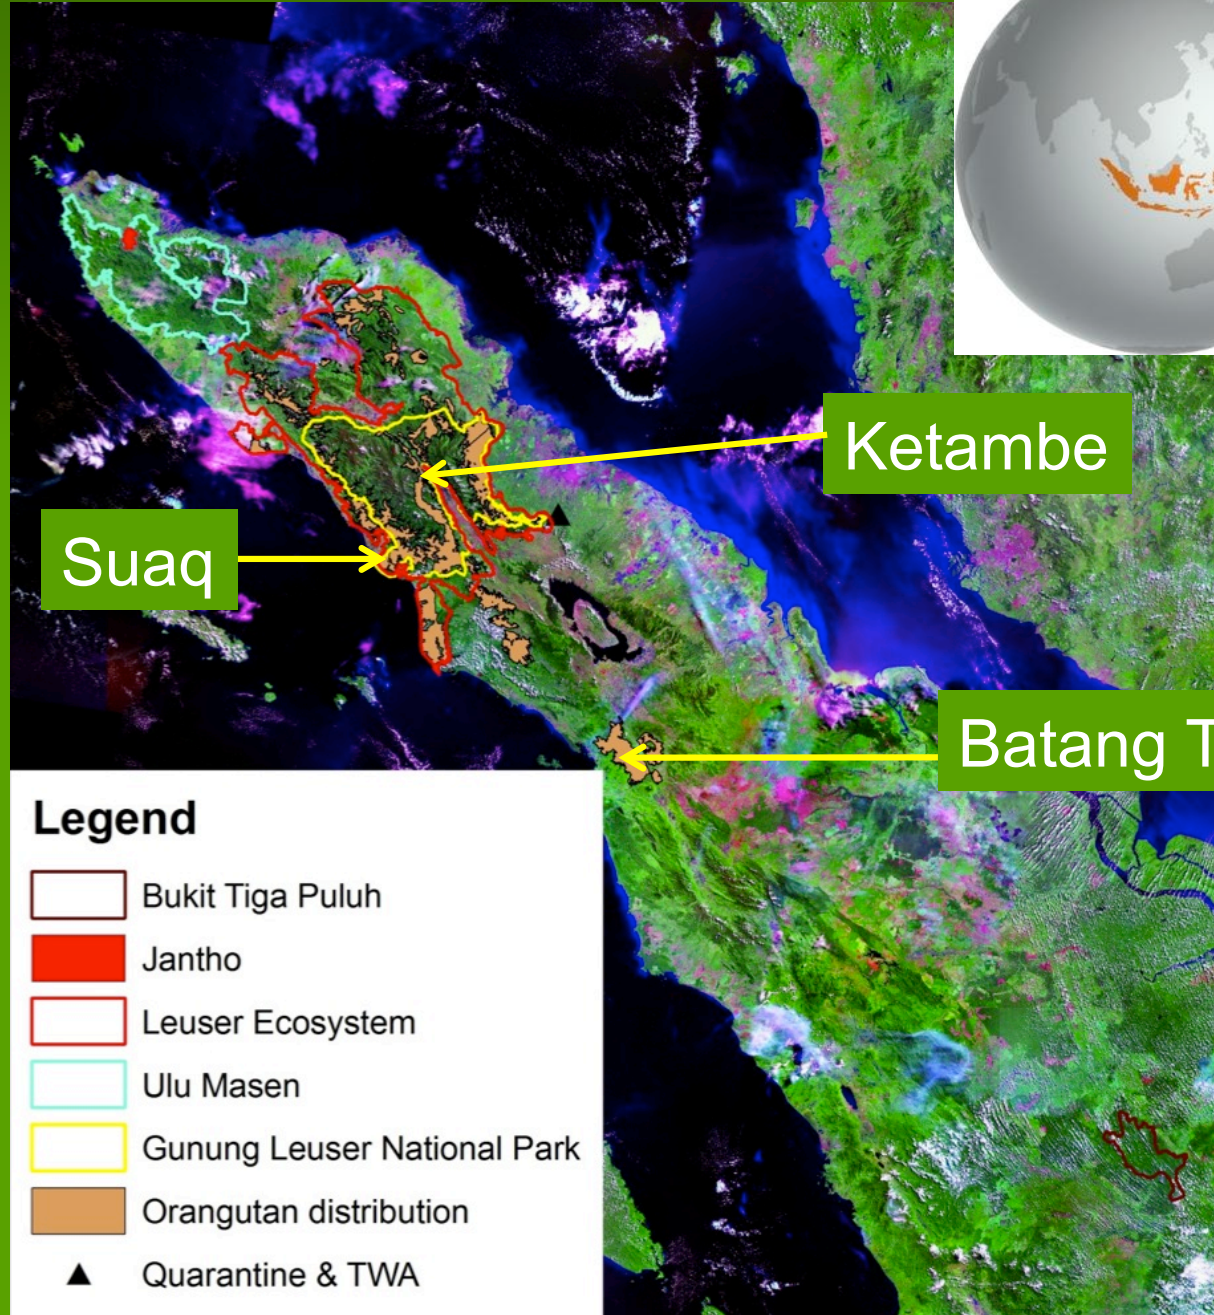 Ketambe
Suaq
Batang T
Legend
Bukit Tiga Puluh
Jantho
Leuser Ecosystem
Ulu Masen
Gunung Leuser National Park
Orangutan distribution
Quarantine & TWA